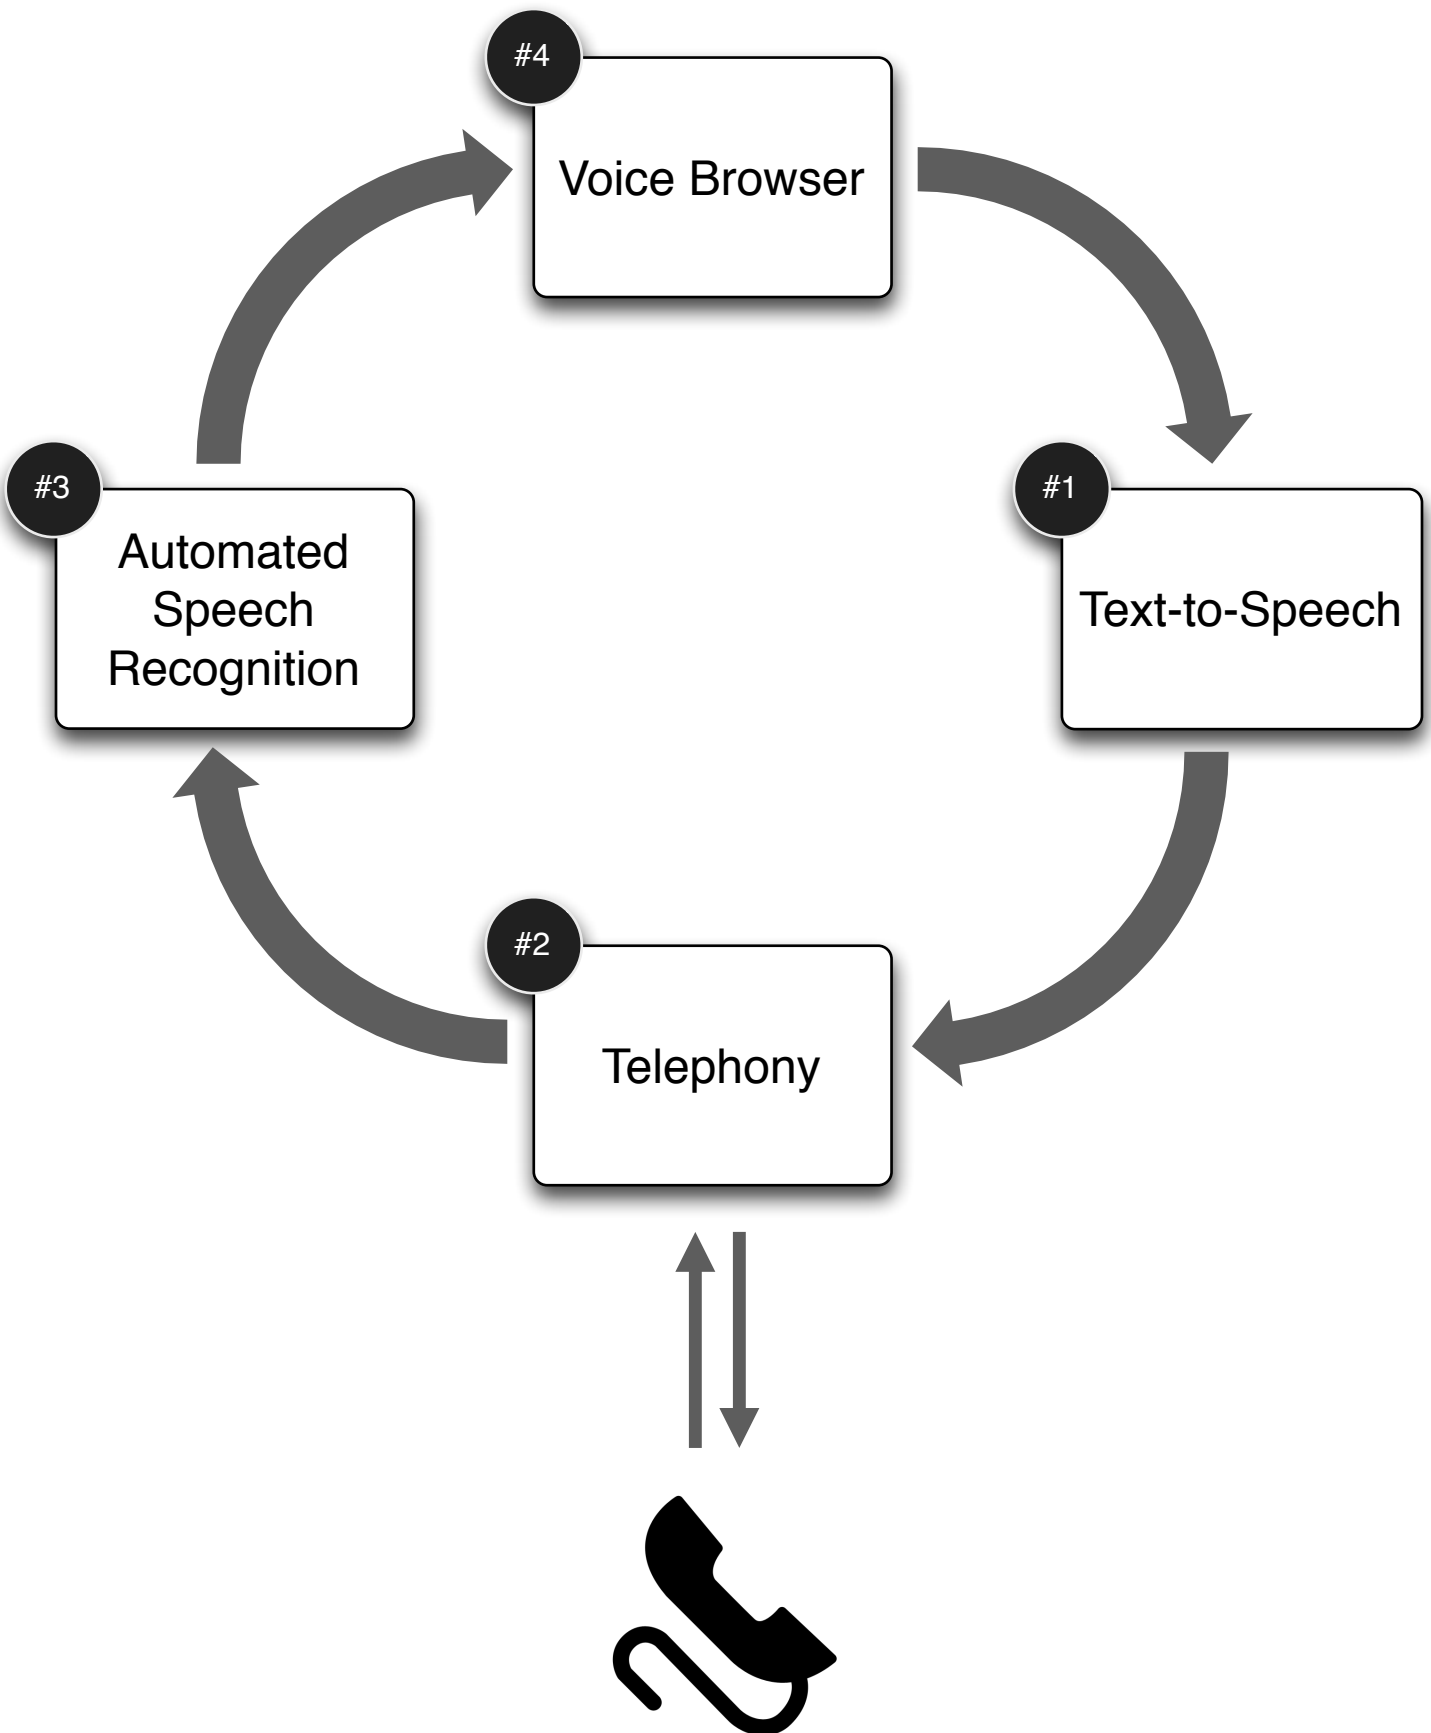 #4
Voice Browser
#3
Automated
Speech
Recognition
#1
Text-to-Speech
#2
Telephony